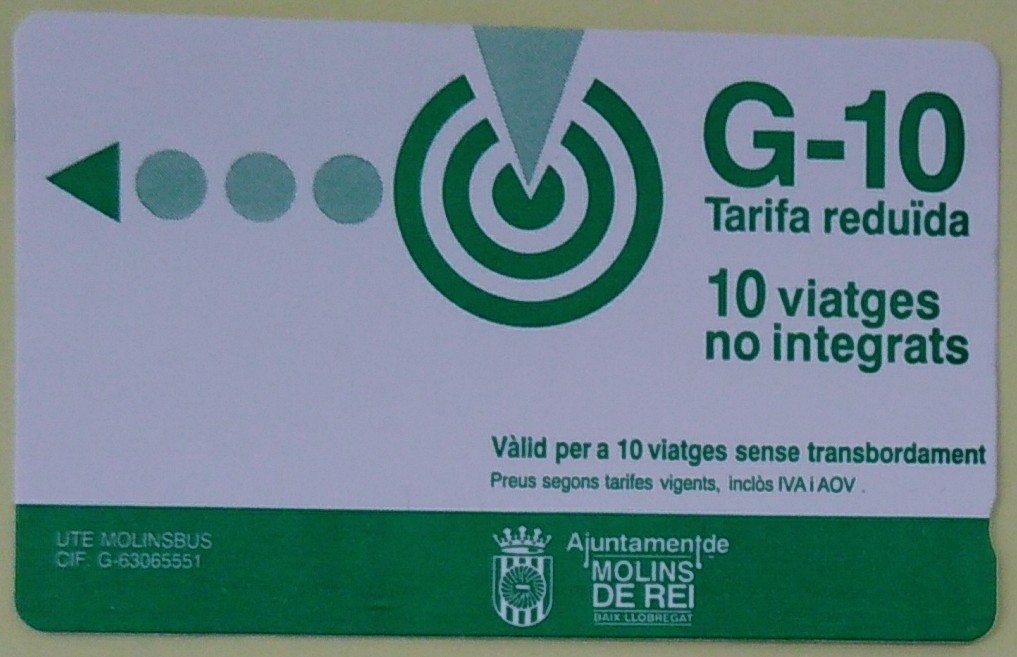 G-10
Tarifa reduïda
10 viatges
no integrats
Vàlid per a 10 viatges sense transbordament
Preus segons tarifes vigents, inclòs IVA i AOV .
UTE MOLINSBUS
CIF. G-63065551
Ajuntament de
MOLINS
DE REI
BAIX LLOBREGAT